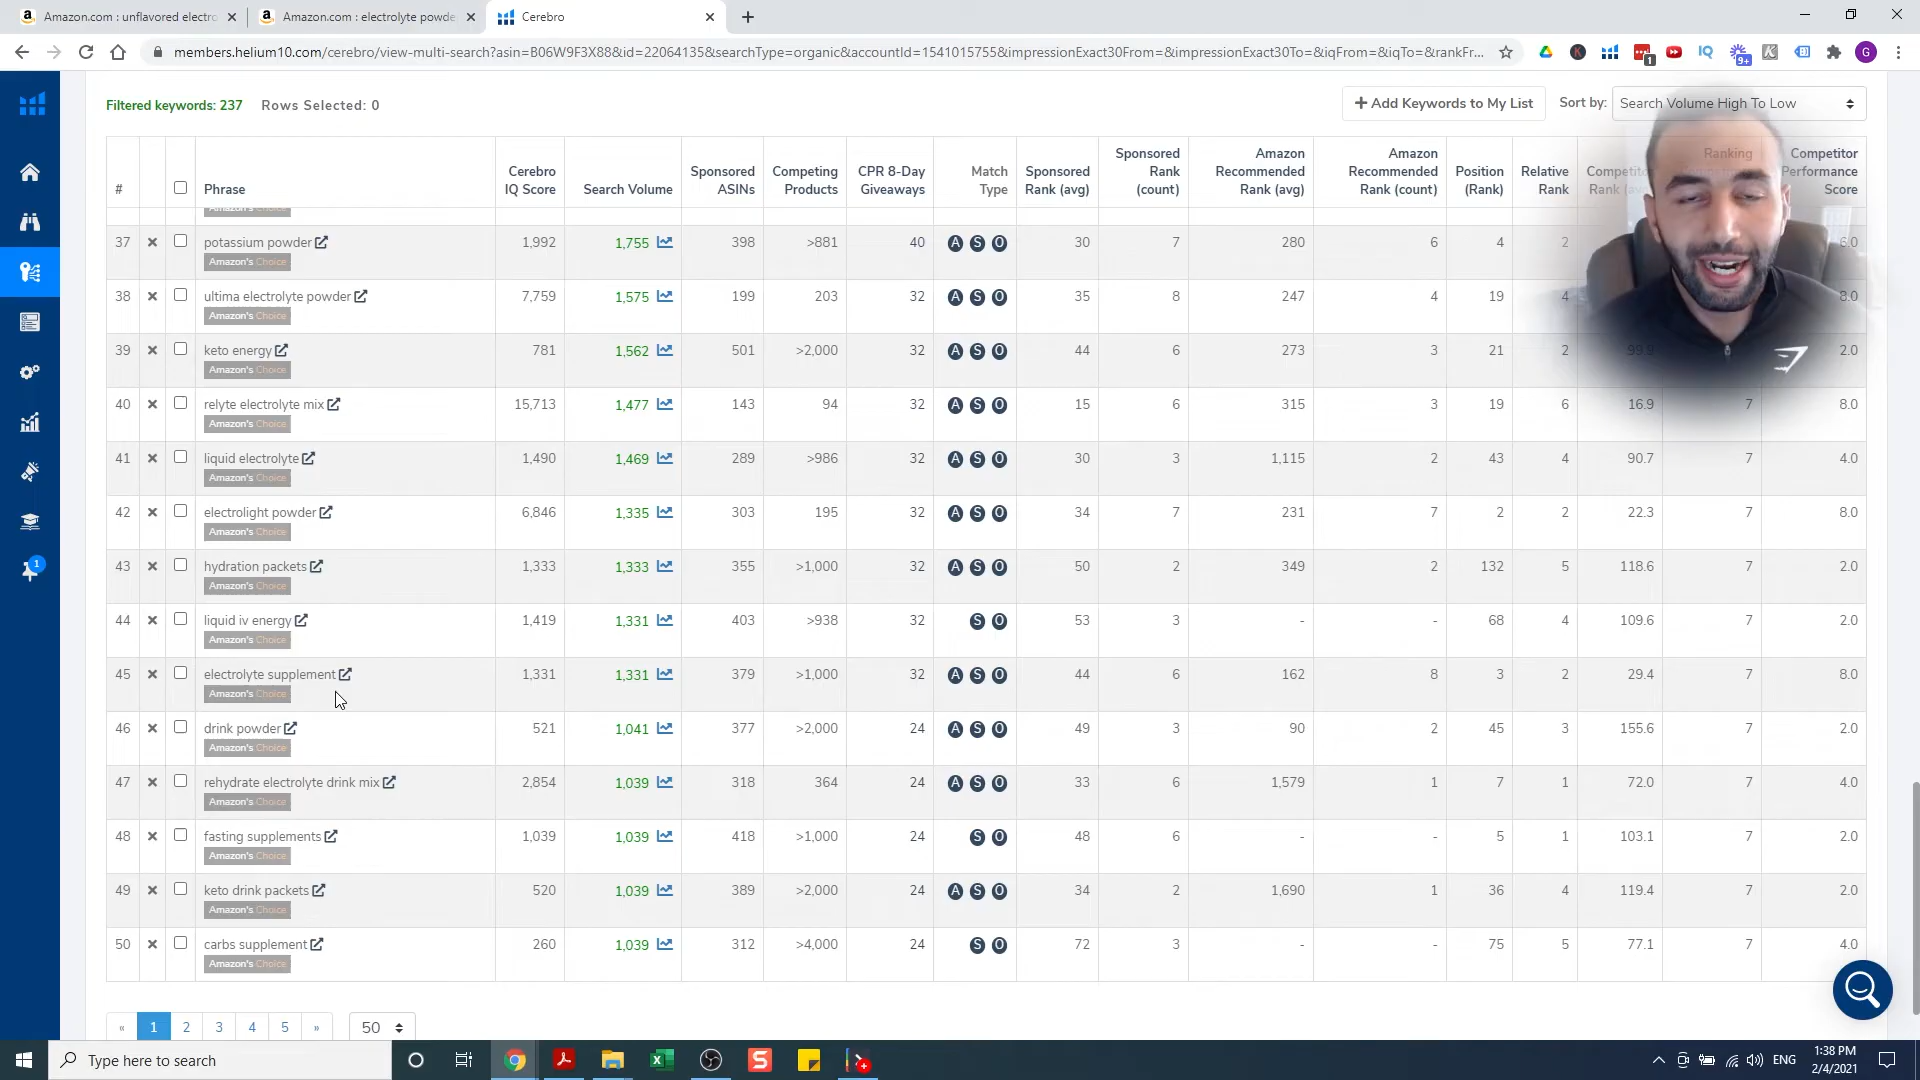 Amazon.com : unflavored electro
Amazon.com : electrolyte powde
Cerebro
members.helium10.com/cerebro/view-multi-search?asin=B06W9F3X88&id=22064135&searchType=organic&accountId=1541015755&impressionExact30From=&impressionExact30To=&iqFrom=&iqTo=&rankFr...
Filtered keywords: 237 Rows Selected: 0
+ Add Keywords to My List Sort by: Search Volume High To Low
# Phrase Cerebro IQ Score Search Volume Sponsored ASINs Competing Products CPR 8-Day Giveaways Match Type Sponsored Rank (avg) Sponsored Rank (count) Amazon Recommended Rank (avg) Amazon Recommended Rank (count) Position (Rank) Relative Rank Ranking Competitor Performance Score
37 potassium powder 1,992 1,755 398 >881 40 A S O 30 7 280 6 4 2 6.0
Amazon's Choice
38 ultima electrolyte powder 7,759 1,575 199 203 32 A S O 35 8 247 4 19 4 8.0
Amazon's Choice
39 keto energy 781 1,562 501 >2,000 32 A S O 44 6 273 3 21 2 99.9 2.0
Amazon's Choice
40 relyte electrolyte mix 15,713 1,477 143 94 32 A S O 15 6 315 3 19 6 16.9 7 8.0
Amazon's Choice
41 liquid electrolyte 1,490 1,469 289 >986 32 A S O 30 3 1,115 2 43 4 90.7 7 4.0
Amazon's Choice
42 electrolight powder 6,846 1,335 303 195 32 A S O 34 7 231 7 2 2 22.3 7 8.0
Amazon's Choice
43 hydration packets 1,333 1,333 355 >1,000 32 A S O 50 2 349 2 132 5 118.6 7 2.0
Amazon's Choice
44 liquid iv energy 1,419 1,331 403 >938 32 S O 53 3 - - 68 4 109.6 7 2.0
Amazon's Choice
45 electrolyte supplement 1,331 1,331 379 >1,000 32 A S O 44 6 162 8 3 2 29.4 7 8.0
Amazon's Choice
46 drink powder 521 1,041 377 >2,000 24 A S O 49 3 90 2 45 3 155.6 7 2.0
Amazon's Choice
47 rehydrate electrolyte drink mix 2,854 1,039 318 364 24 A S O 33 6 1,579 1 7 1 72.0 7 4.0
Amazon's Choice
48 fasting supplements 1,039 1,039 418 >1,000 24 S O 48 6 - - 5 1 103.1 7 2.0
Amazon's Choice
49 keto drink packets 520 1,039 389 >2,000 24 A S O 34 2 1,690 1 36 4 119.4 7 2.0
Amazon's Choice
50 carbs supplement 260 1,039 312 >4,000 24 S O 72 3 - - 75 5 77.1 7 4.0
Amazon's Choice
« 1 2 3 4 5 » 50
Type here to search
ENG
1:38 PM
2/4/2021